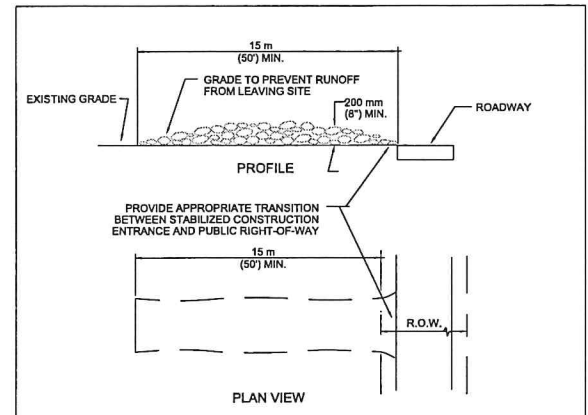 15 m
(50') MIN.
GRADE TO PREVENT RUNOFF
FROM LEAVING SITE
EXISTING GRADE
200 mm
(8") MIN.
ROADWAY
PROFILE
PROVIDE APPROPRIATE TRANSITION
BETWEEN STABILIZED CONSTRUCTION
ENTRANCE AND PUBLIC RIGHT-OF-WAY
15 m
(50') MIN.
R.O.W.
PLAN VIEW